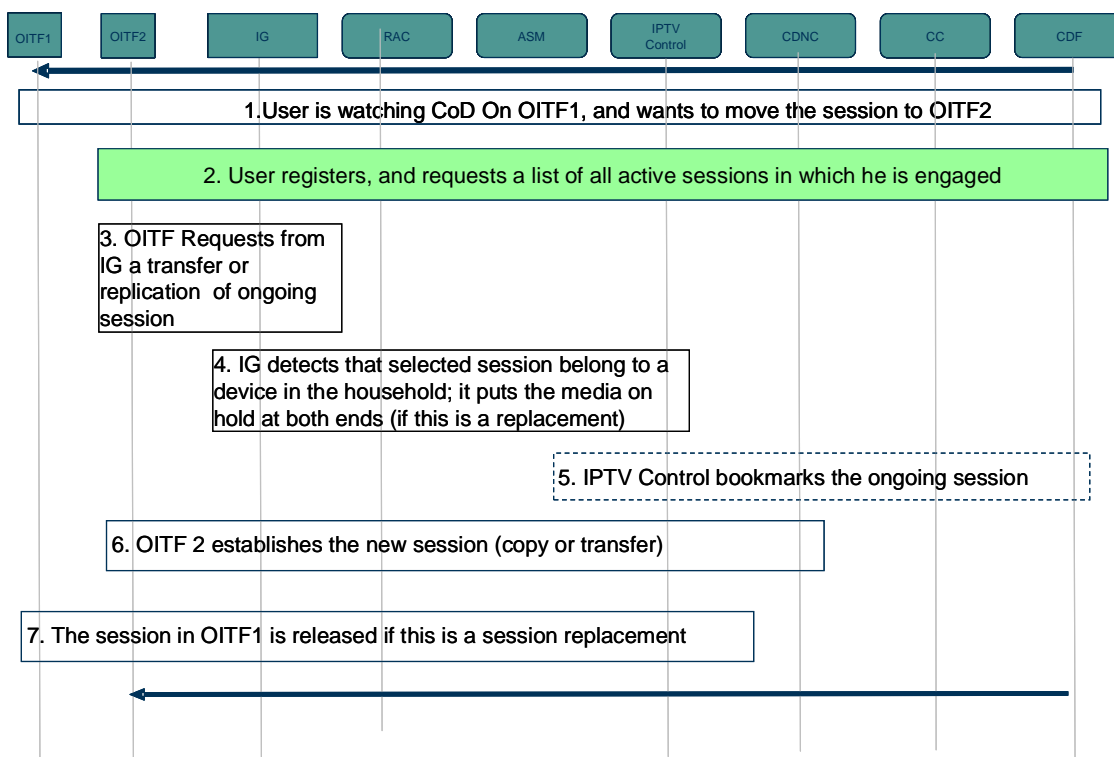 OITF1
OITF2
IG
RAC
ASM
IPTV
Control
CDNC
CC
CDF
1.User is watching CoD On OITF1, and wants to move the session to OITF2
2. User registers, and requests a list of all active sessions in which he is engaged
3. OITF Requests from
IG a transfer or
replication of ongoing
session
4. IG detects that selected session belong to a
device in the household; it puts the media on
hold at both ends (if this is a replacement)
5. IPTV Control bookmarks the ongoing session
6. OITF 2 establishes the new session (copy or transfer)
7. The session in OITF1 is released if this is a session replacement